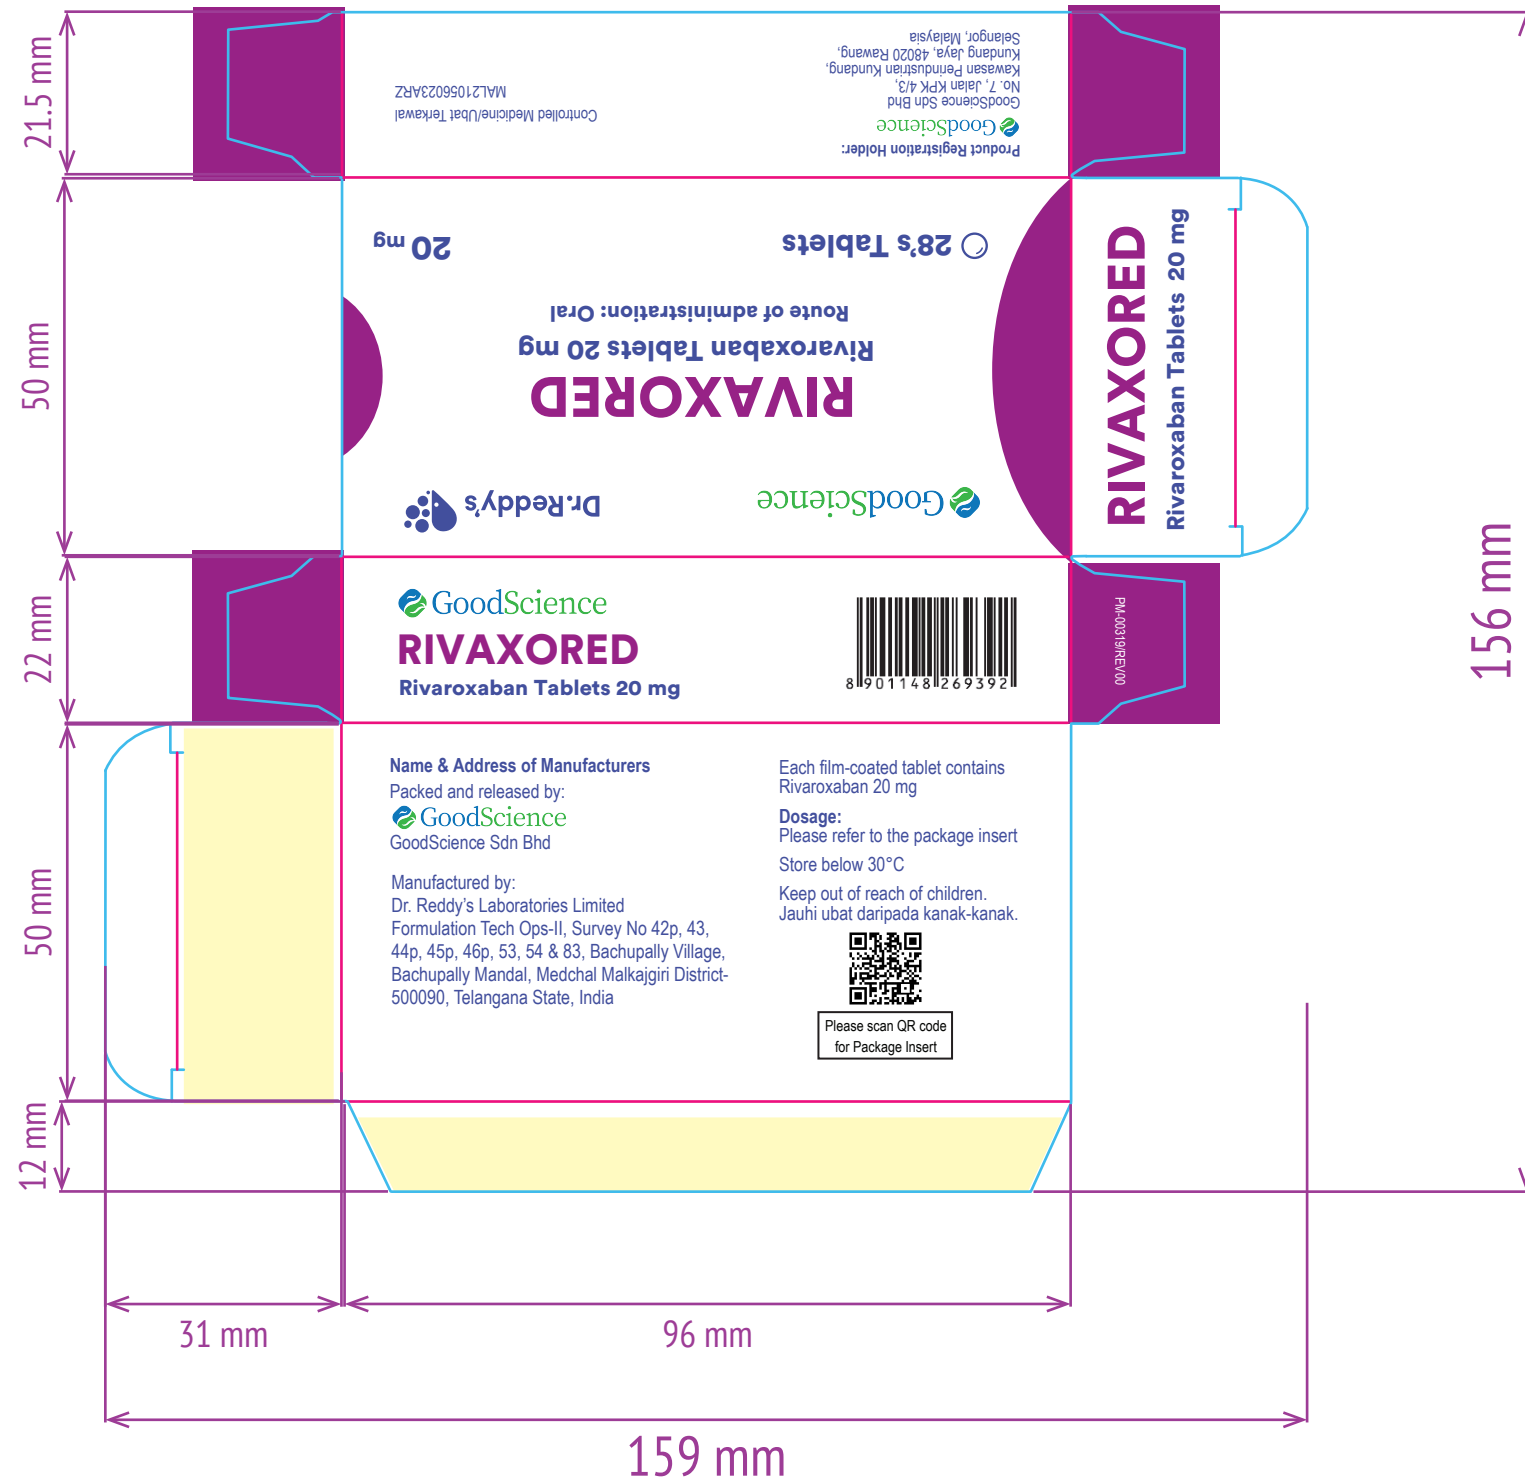 21.5 mm
Product Registration Holder:
GoodScience
GoodScience Sdn Bhd
No. 7, Jalan KPK 4/3,
Kawasan Perindustrian Kundang,
Kundang Jaya, 48020 Rawang,
Selangor, Malaysia
Controlled Medicine/Ubat Terkawal
MAL21056023ARZ
50 mm
GoodScience
Dr.Reddy's
RIVAXORED
Rivaroxaban Tablets 20 mg
Route of administration: Oral
28's Tablets
20 mg
RIVAXORED
Rivaroxaban Tablets 20 mg
22 mm
GoodScience
RIVAXORED
Rivaroxaban Tablets 20 mg
8 901148 269392
PM-00319/REV00
156 mm
50 mm
Name & Address of Manufacturers
Packed and released by:
GoodScience
GoodScience Sdn Bhd
Manufactured by:
Dr. Reddy's Laboratories Limited
Formulation Tech Ops-II, Survey No 42p, 43,
44p, 45p, 46p, 53, 54 & 83, Bachupally Village,
Bachupally Mandal, Medchal Malkajgiri District-
500090, Telangana State, India
Each film-coated tablet contains
Rivaroxaban 20 mg
Dosage:
Please refer to the package insert
Store below 30°C
Keep out of reach of children.
Jauhi ubat daripada kanak-kanak.
Please scan QR code
for Package Insert
12 mm
31 mm
96 mm
159 mm